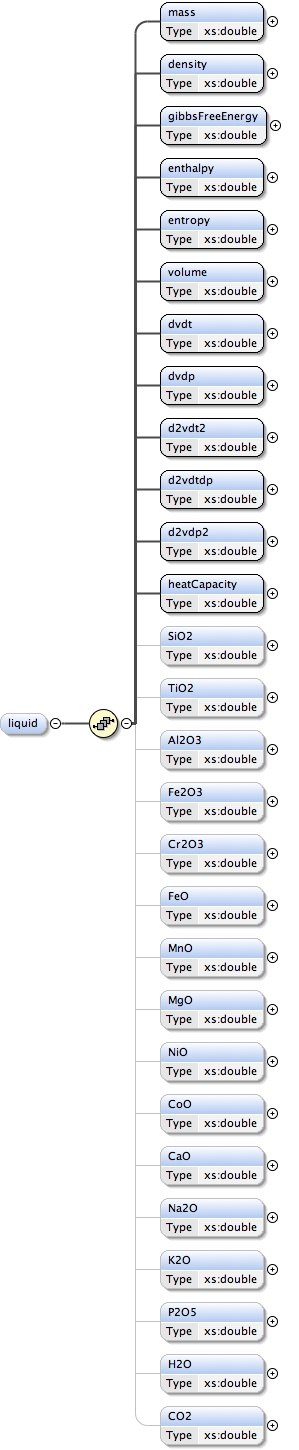 mass
Type xs:double
density
Type xs:double
gibbsFreeEnergy
Type xs:double
enthalpy
Type xs:double
entropy
Type xs:double
volume
Type xs:double
dvdt
Type xs:double
dvdp
Type xs:double
d2vdt2
Type xs:double
d2vdtdp
Type xs:double
d2vdp2
Type xs:double
heatCapacity
Type xs:double
SiO2
Type xs:double
TiO2
Type xs:double
liquid
Al2O3
Type xs:double
Fe2O3
Type xs:double
Cr2O3
Type xs:double
FeO
Type xs:double
MnO
Type xs:double
MgO
Type xs:double
NiO
Type xs:double
CoO
Type xs:double
CaO
Type xs:double
Na2O
Type xs:double
K2O
Type xs:double
P2O5
Type xs:double
H2O
Type xs:double
CO2
Type xs:double